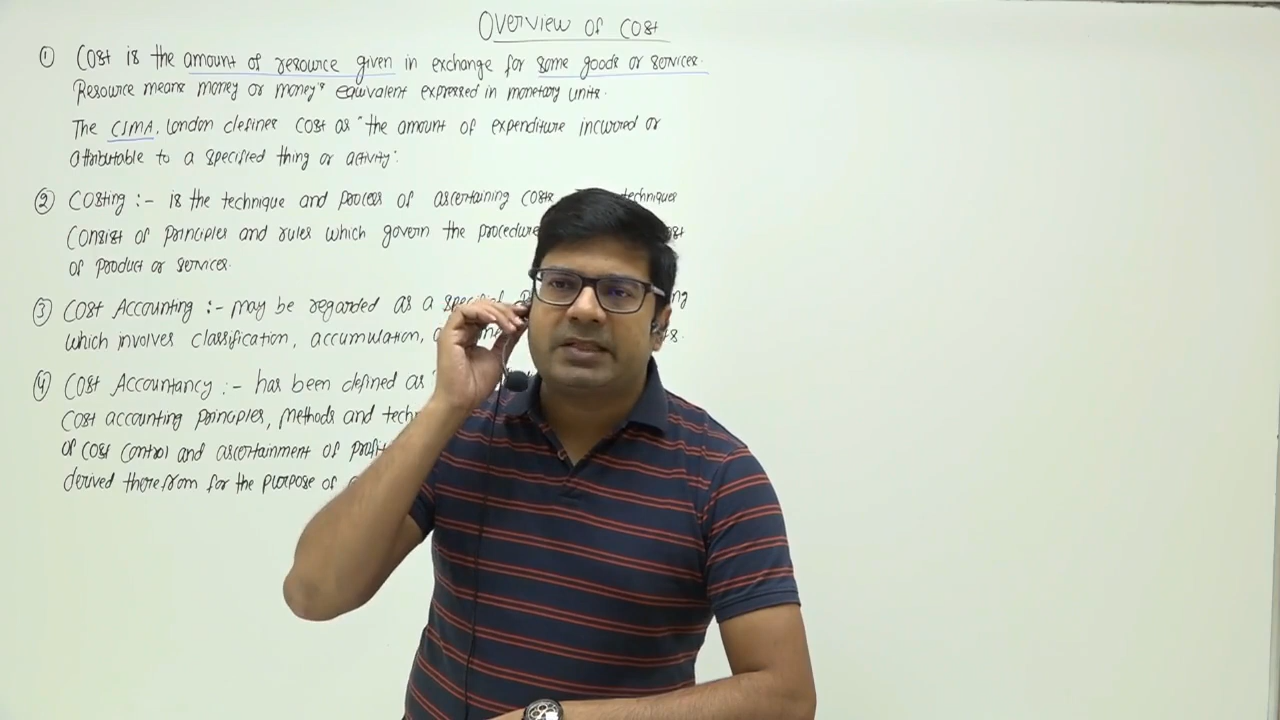 Overview of Cost
① Cost is the amount of resource given in exchange for some goods or services.
Resource means money or money's equivalent expressed in monetary units.
The CIMA, London defines cost as "the amount of expenditure incurred or
attributable to a specified thing or activity".
② Costing :- is the technique and process of ascertaining costs techniques
Consist of principles and rules which govern the procedure
of product or services.
③ Cost Accounting :- may be regarded as a
which involves classification, accumulation,
④ Cost Accountancy :- has been defined as
cost accounting principles, methods and
of cost control and ascertainment of
derived therefrom for the purpose of